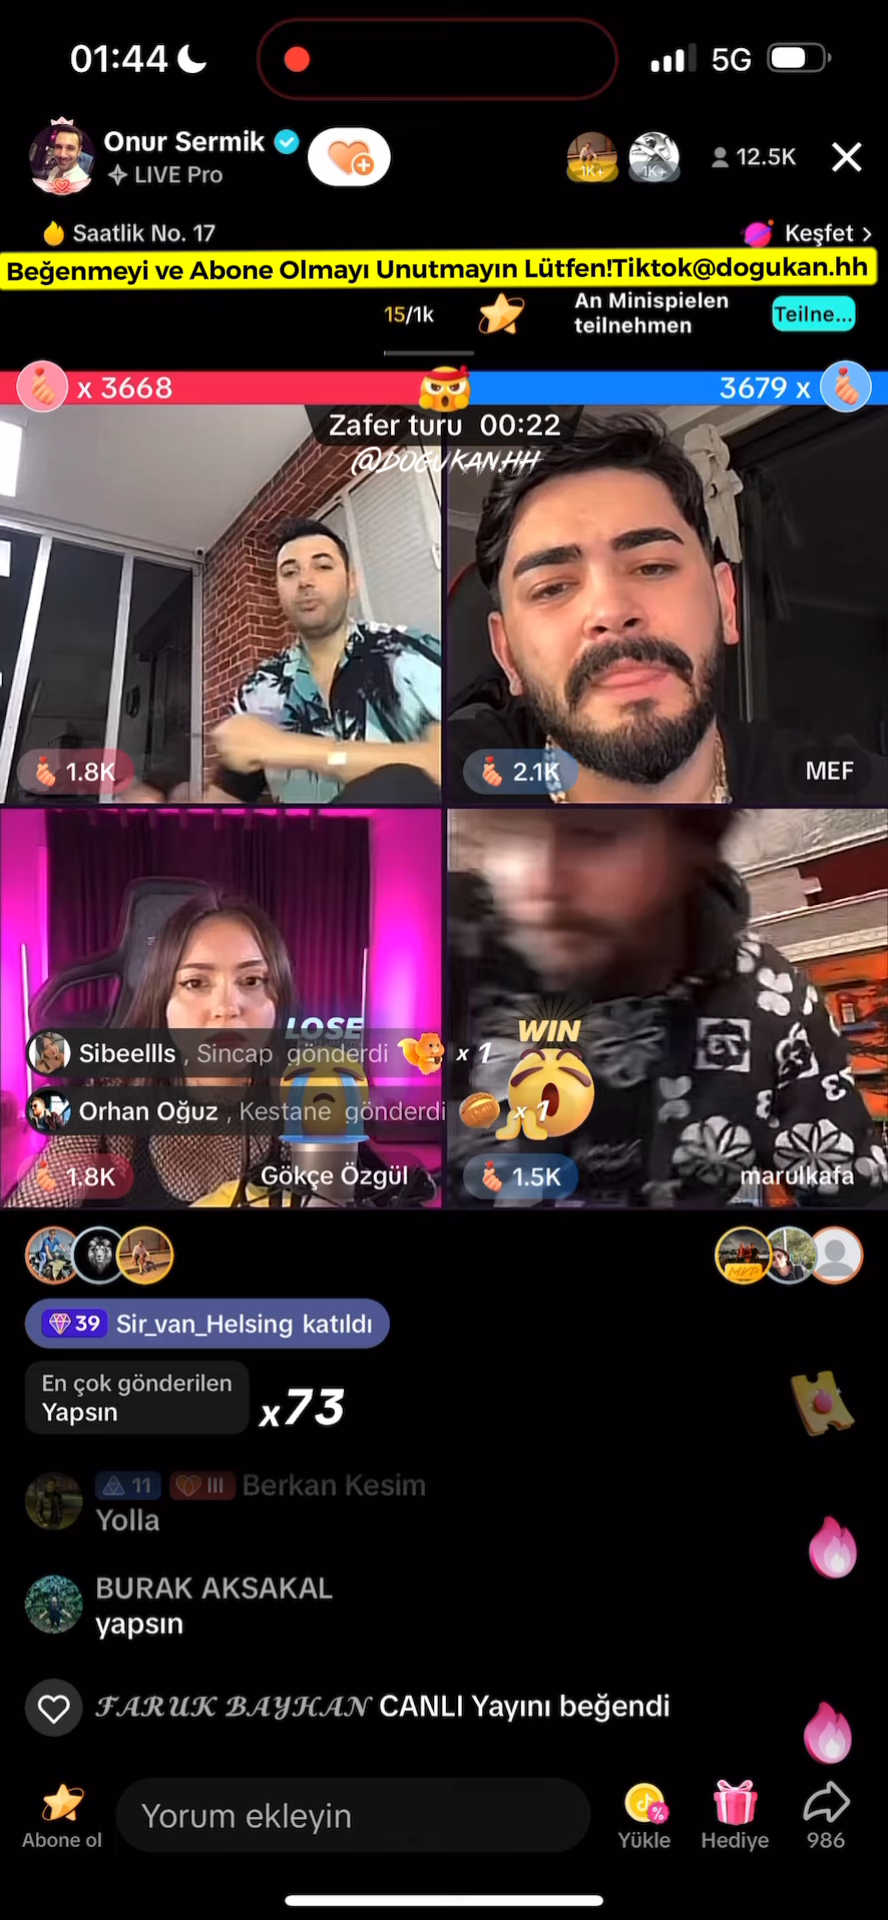 01:44
5G
Onur Sermik
LIVE Pro
1K+
1K+
12.5K
Saatlik No. 17
Keşfet >
Beğenmeyi ve Abone Olmayı Unutmayın Lütfen!Tiktok@dogukan.hh
15/1k
An Minispielen
teilnehmen
Teilne...
x 3668
3679 x
Zafer turu 00:22
@DOGUKAN.HH
1.8K
2.1K
MEF
LOSE
WIN
Sibeellls , Sincap gönderdi x 1
Orhan Oğuz , Kestane gönderdi x 1
1.8K
Gökçe Özgül
1.5K
marulkafa
MVP
39 Sir_van_Helsing katıldı
En çok gönderilen
Yapsın
x73
11 III Berkan Kesim
Yolla
BURAK AKSAKAL
yapsın
FARUK BAYHAN CANLI Yayını beğendi
Abone ol
Yorum ekleyin
Yükle
Hediye
986